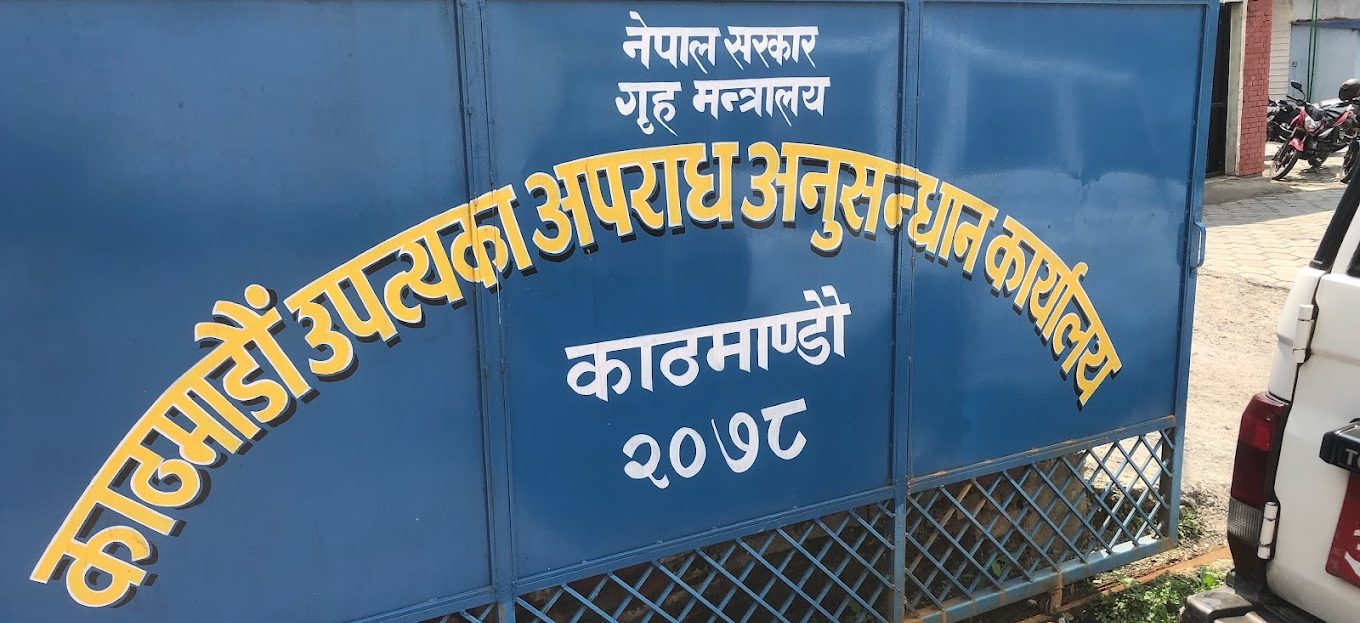 नेपाल सरकार
गृह मन्त्रालय
काठमाडौं उपत्यका अपराध अनुसन्धान कार्यालय
काठमाण्डौ
२०७८